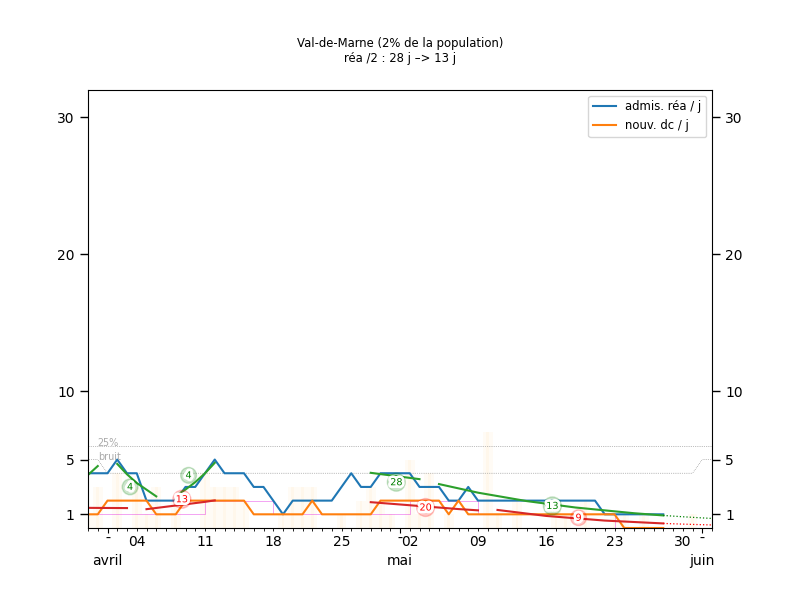 Val-de-Marne (2% de la population)
réa /2 : 28 j –> 13 j
admis. réa / j
nouv. dc / j
30 30
20 20
10 10
25%
bruit
5 5
4 4 13 28 20 13 9
1 1
- 04 11 18 25 - 02 09 16 23 30 -
avril mai juin